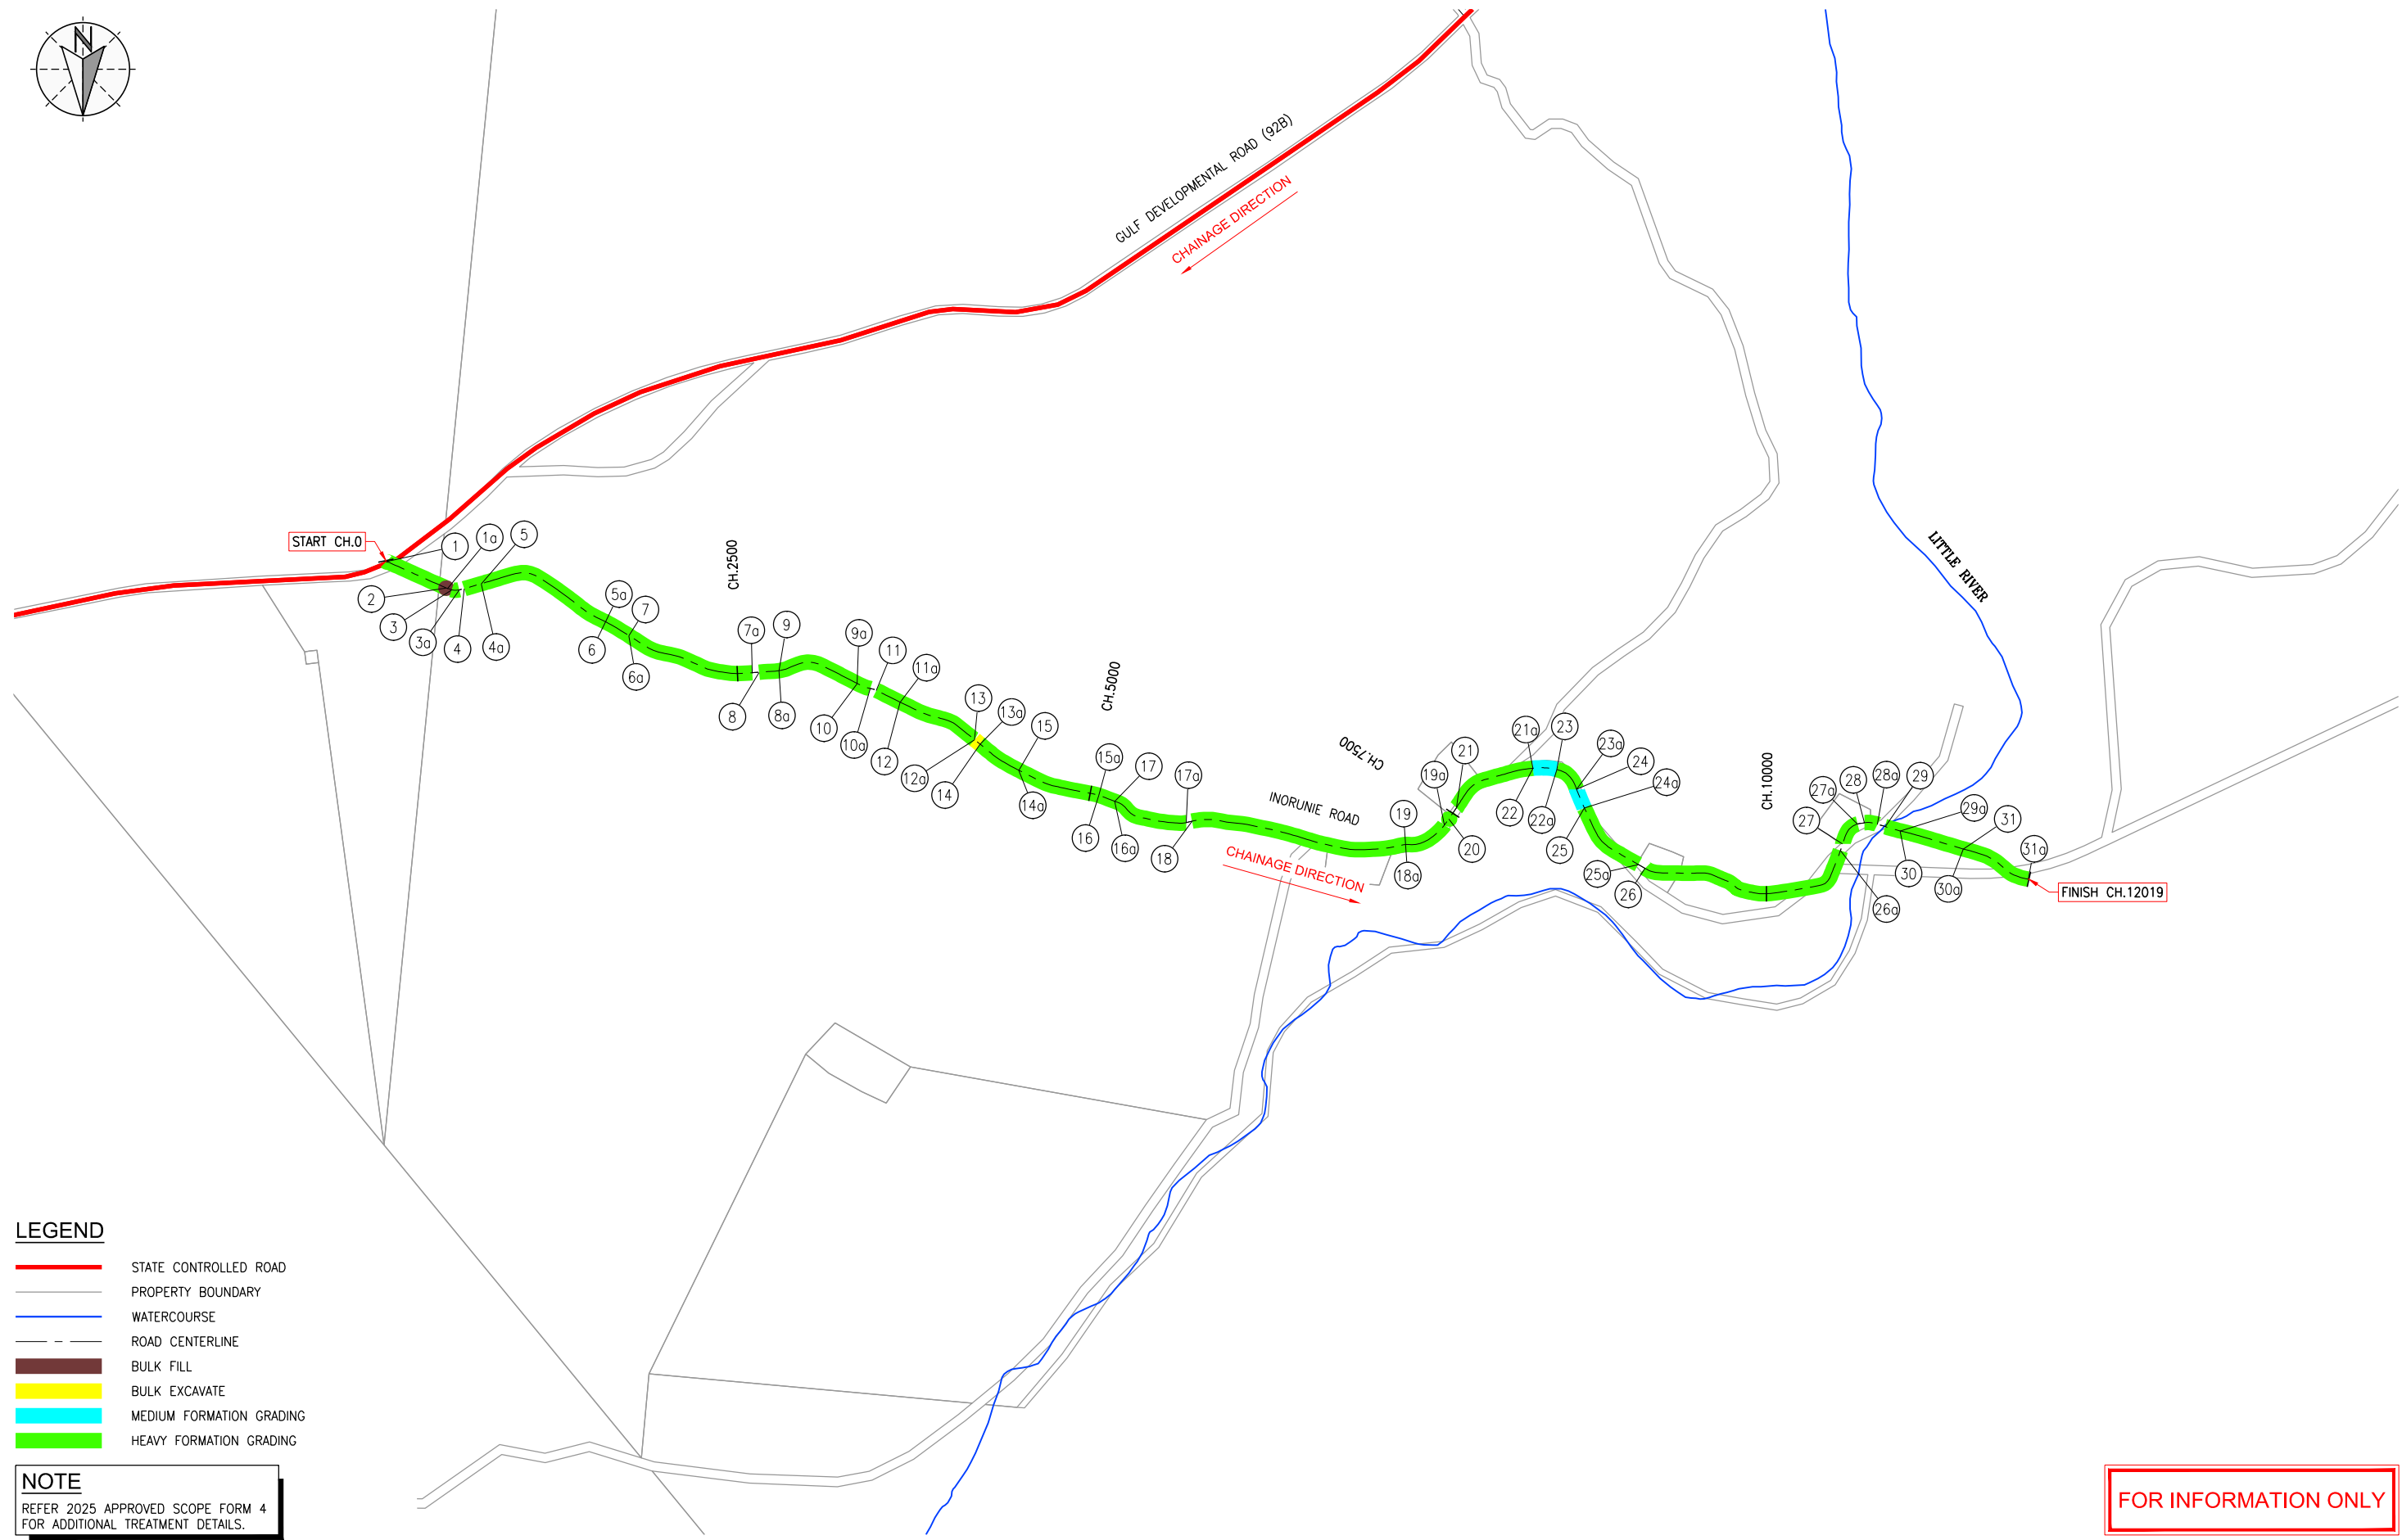 N
GULF DEVELOPMENTAL ROAD (92B)
CHAINAGE DIRECTION
LITTLE RIVER
START CH.0
1
1a
5
2
3
3a
4
4a
5a
7
6
6a
CH.2500
7a
9
8
8a
9a
11
11a
10
10a
12
13
13a
15
12a
14
14a
CH.5000
15a
17
17a
16
16a
18
INORUNIE ROAD
CHAINAGE DIRECTION
CH.7500
19
18a
19a
21
20
21a
23
22
22a
23a
24
24a
25
25a
26
CH.10000
27a
28
28a
29
27
29a
31
31a
26a
30
30a
FINISH CH.12019
LEGEND
STATE CONTROLLED ROAD
PROPERTY BOUNDARY
WATERCOURSE
ROAD CENTERLINE
BULK FILL
BULK EXCAVATE
MEDIUM FORMATION GRADING
HEAVY FORMATION GRADING
NOTE
REFER 2025 APPROVED SCOPE FORM 4
FOR ADDITIONAL TREATMENT DETAILS.
FOR INFORMATION ONLY